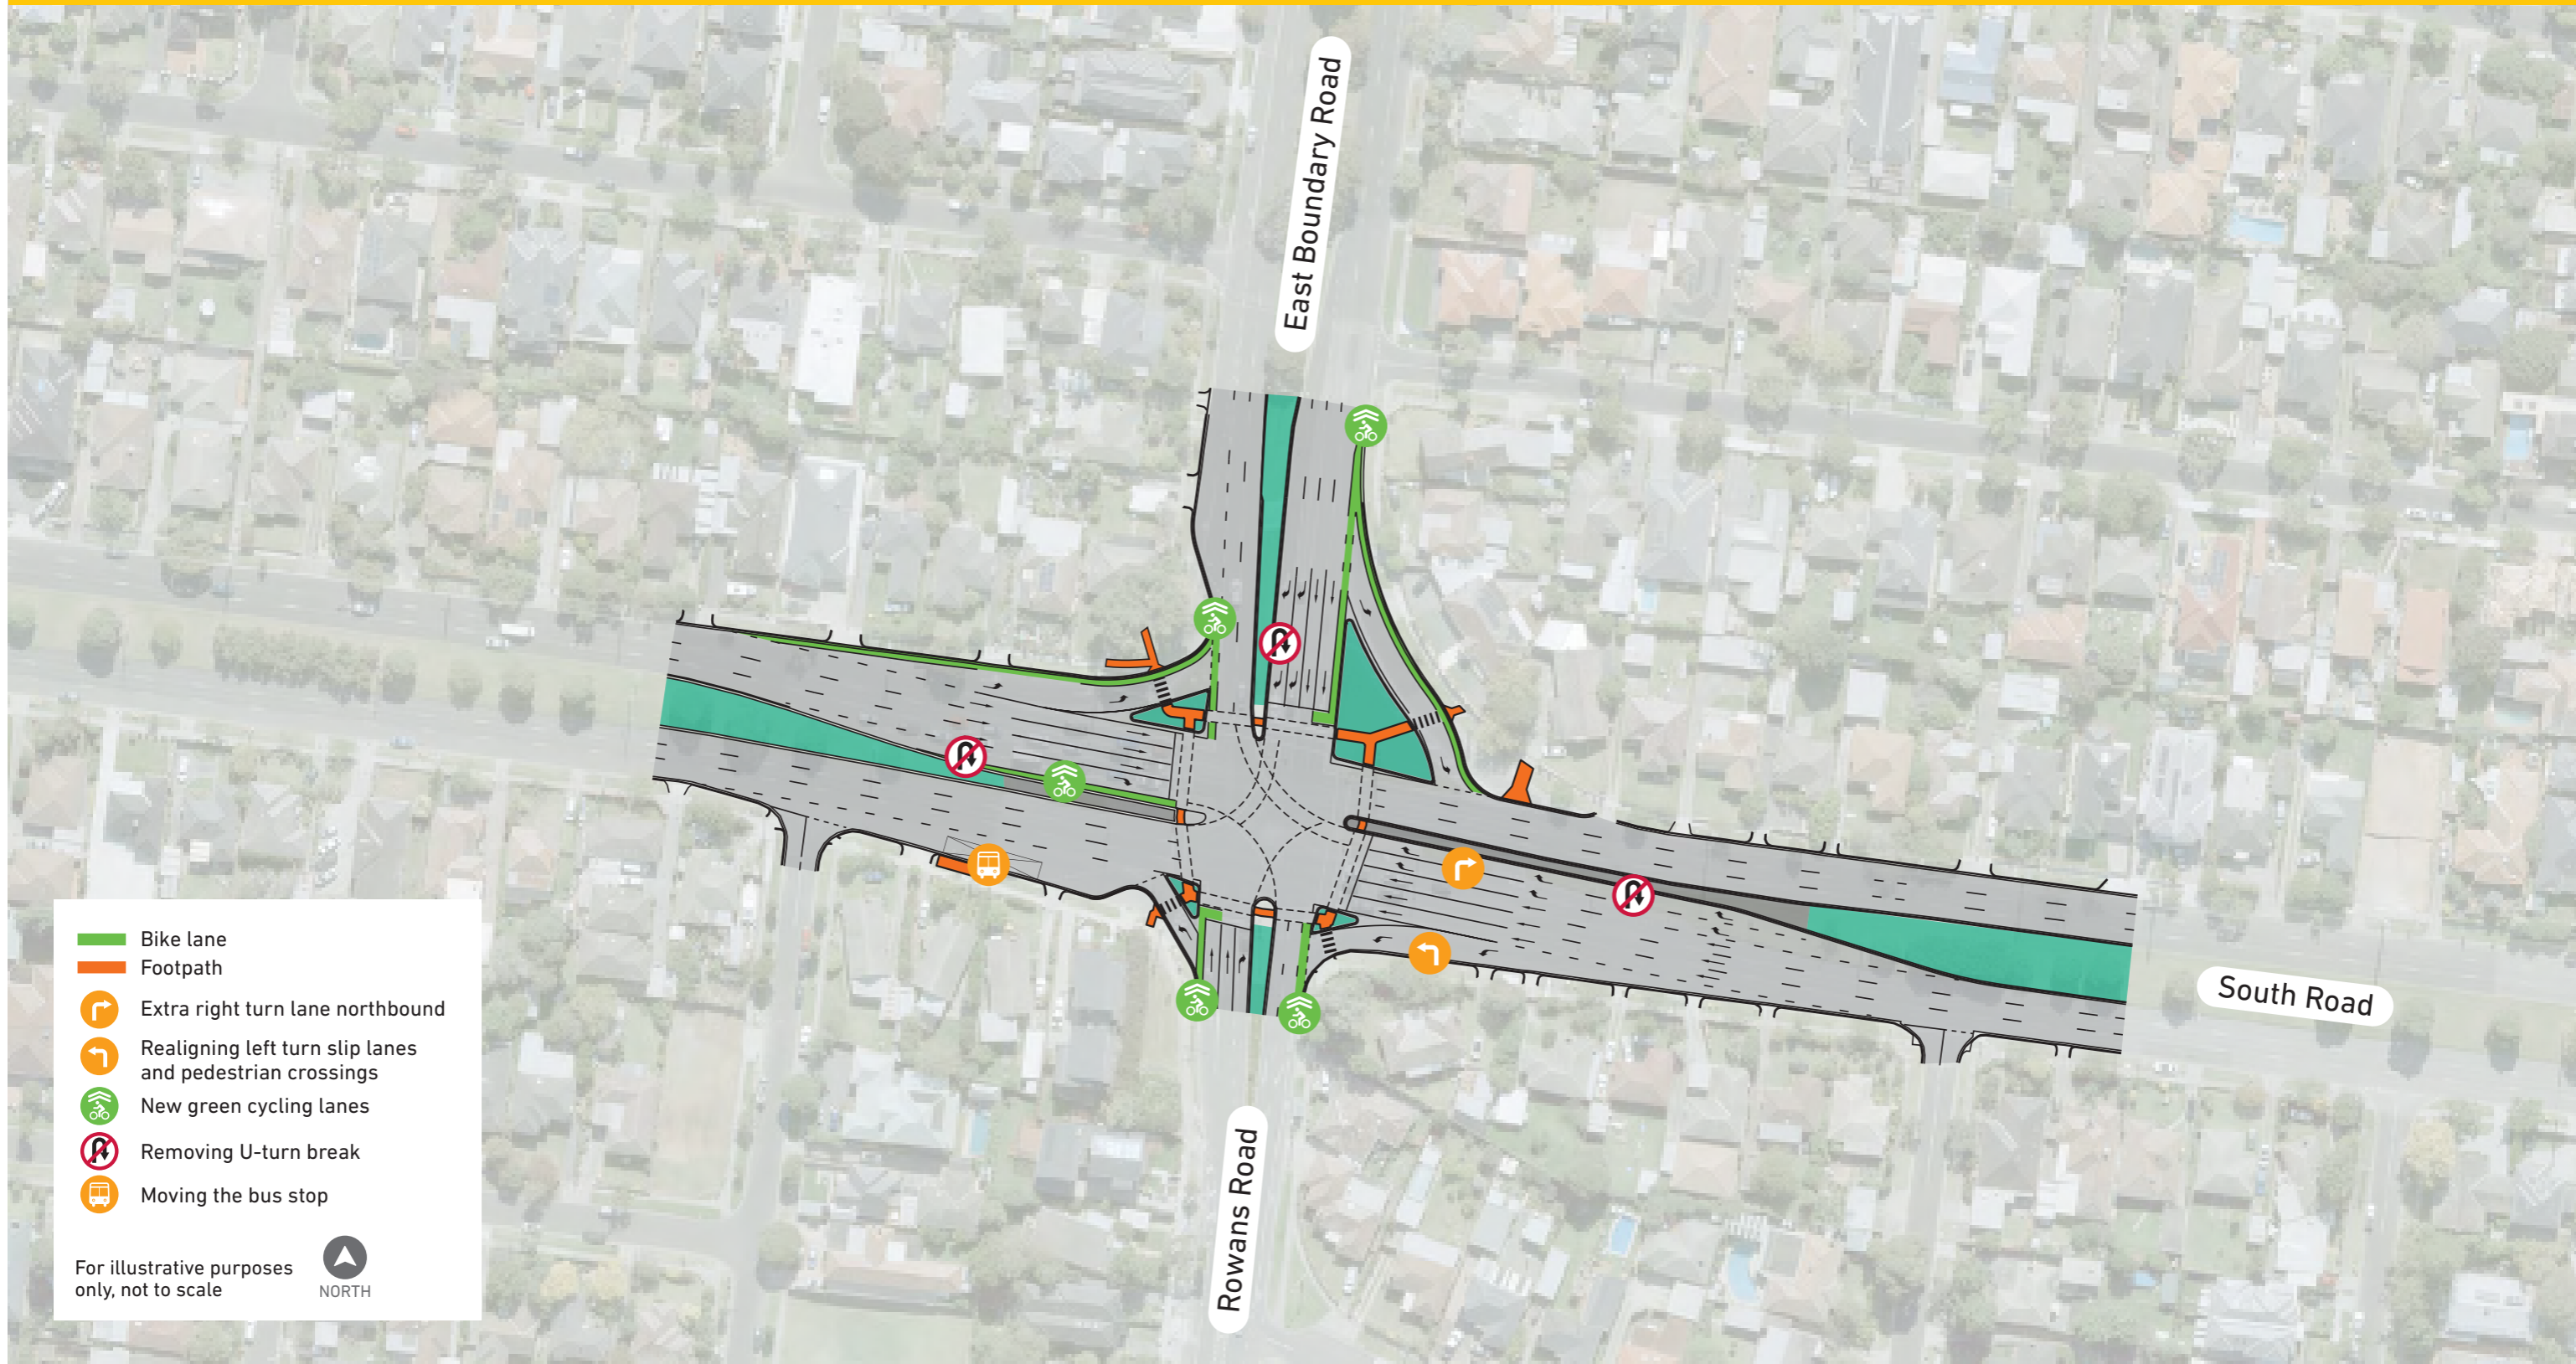 East Boundary Road
South Road
Rowans Road
Bike lane
Footpath
Extra right turn lane northbound
Realigning left turn slip lanes
and pedestrian crossings
New green cycling lanes
Removing U-turn break
Moving the bus stop
For illustrative purposes
only, not to scale
NORTH